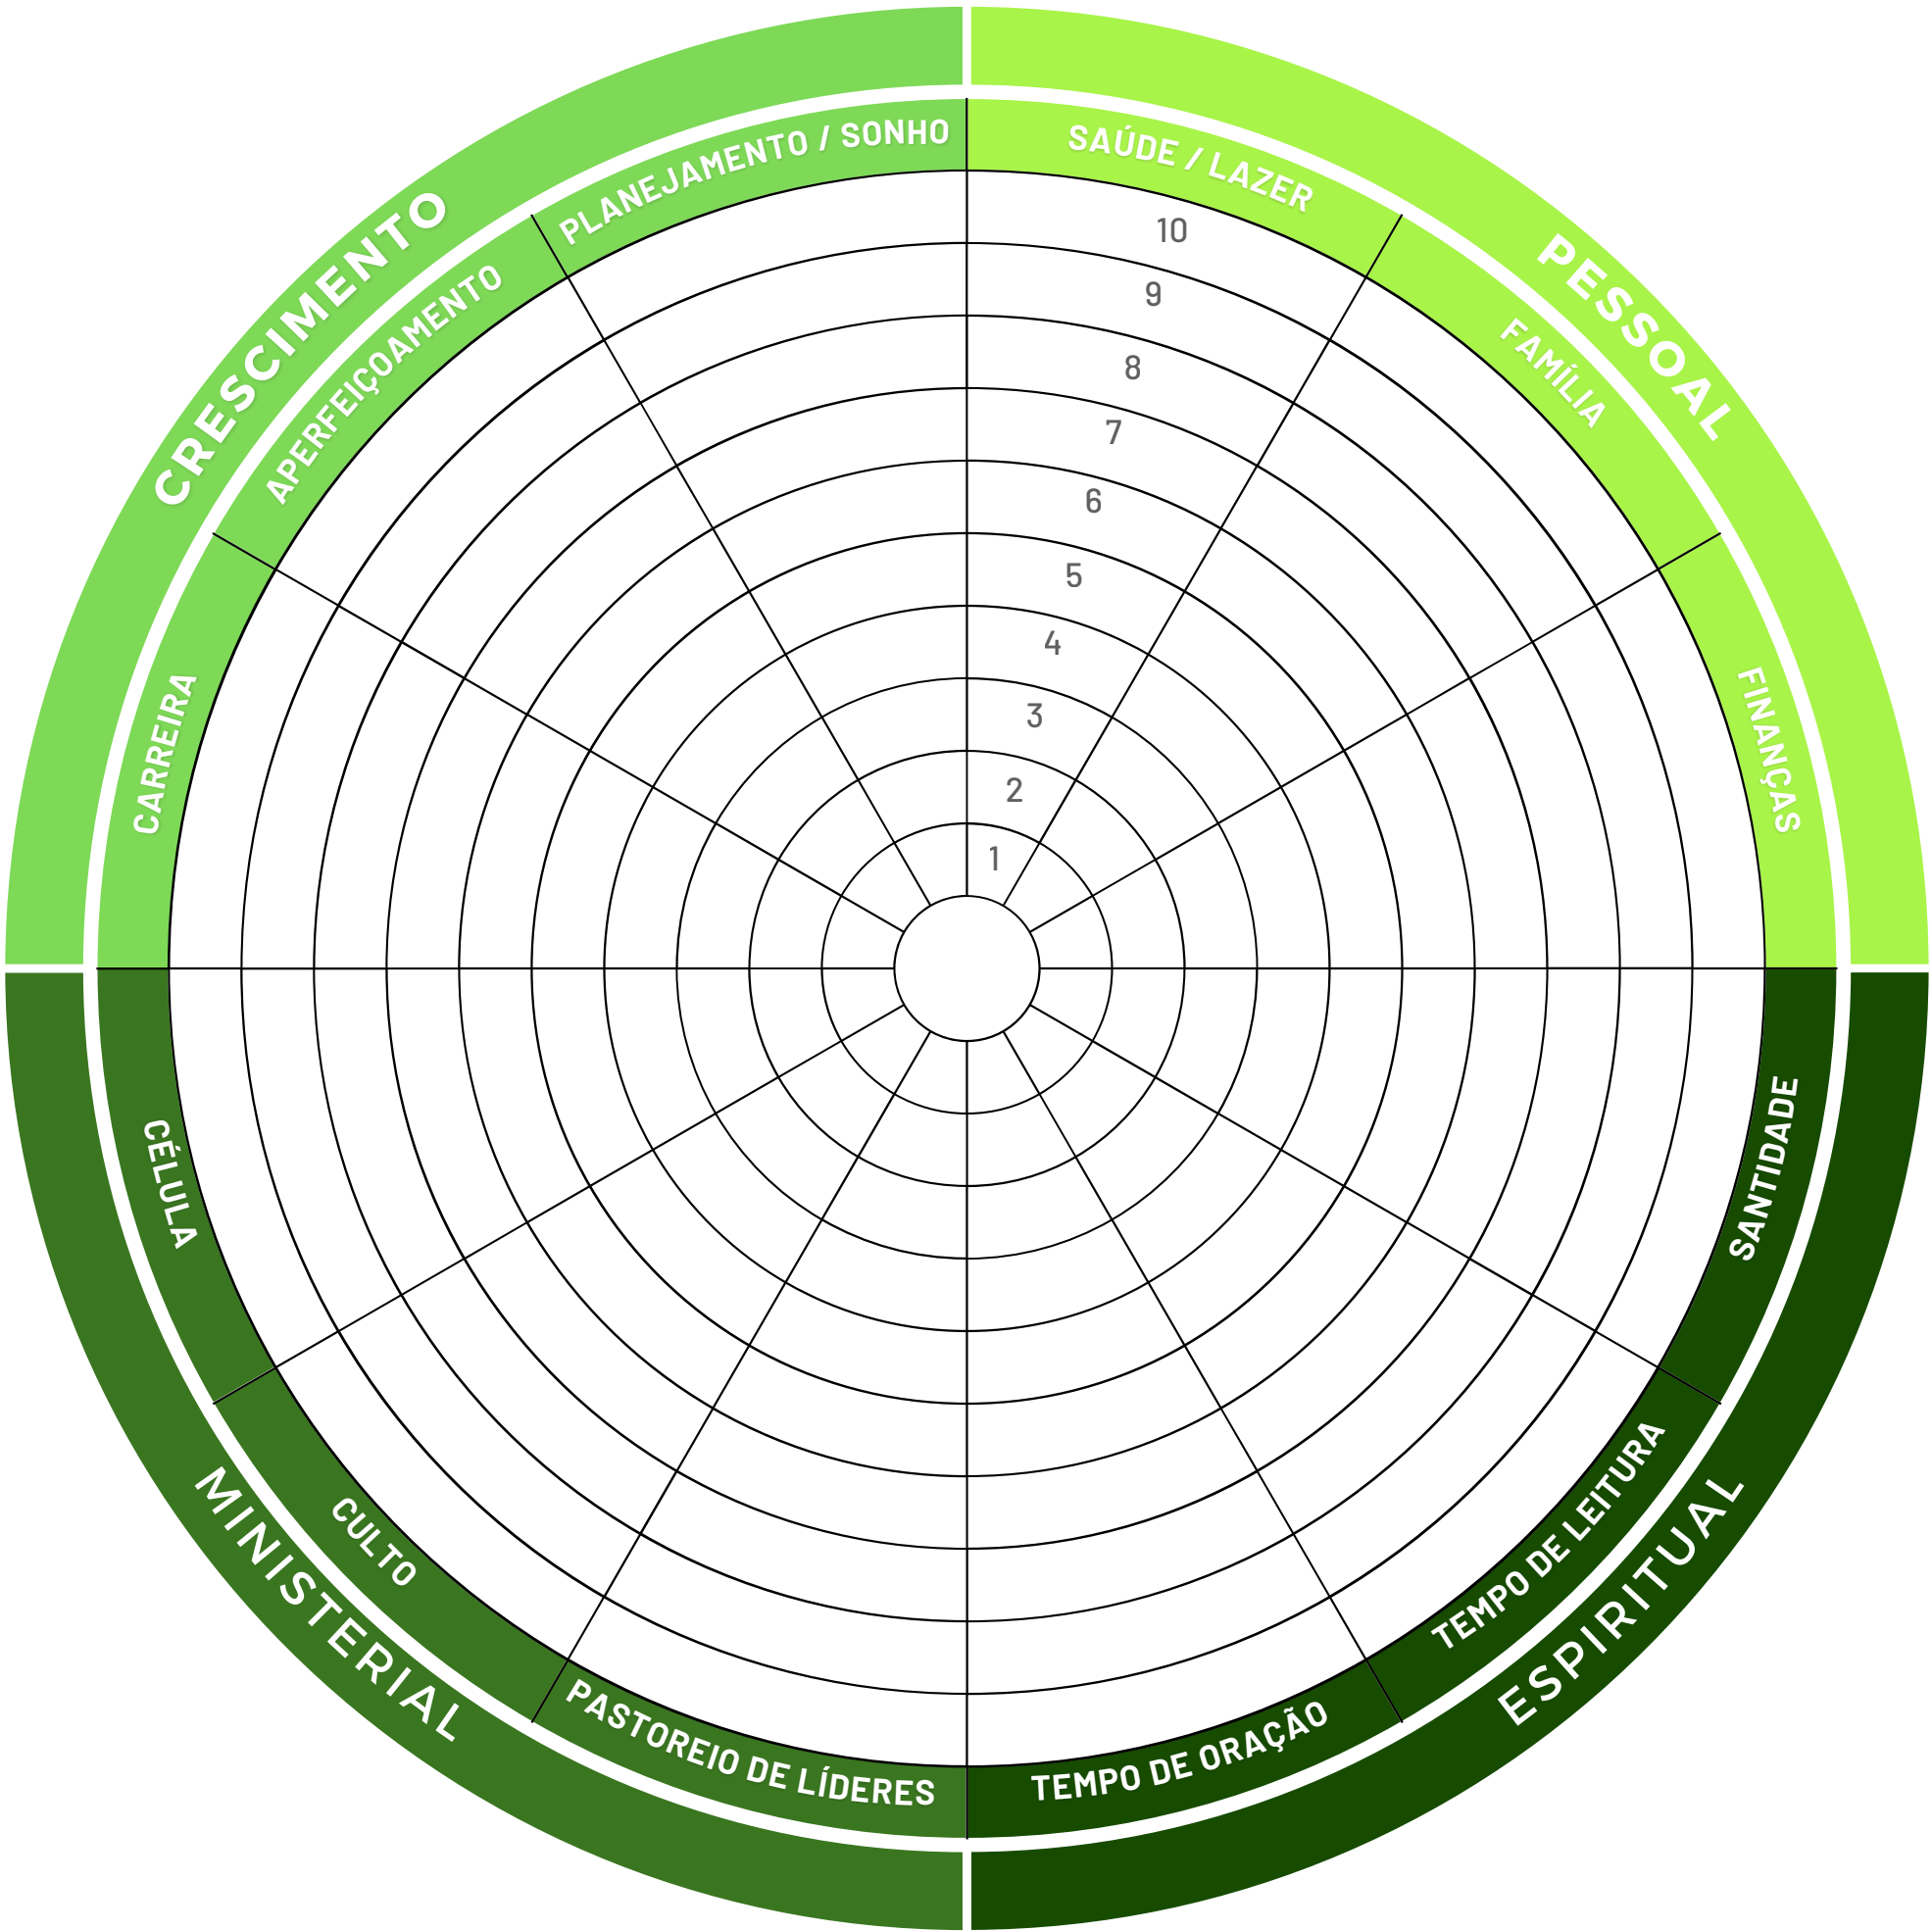 CRESCIMENTO
PESSOAL
PLANEJAMENTO / SONHO
SAÚDE / LAZER
APERFEIÇOAMENTO
FAMÍLIA
CARREIRA
FINANÇAS
10
9
8
7
6
5
4
3
2
1
CÉLULA
SANTIDADE
CULTO
TEMPO DE LEITURA
PASTOREIO DE LÍDERES
TEMPO DE ORAÇÃO
MINISTERIAL
ESPIRITUAL